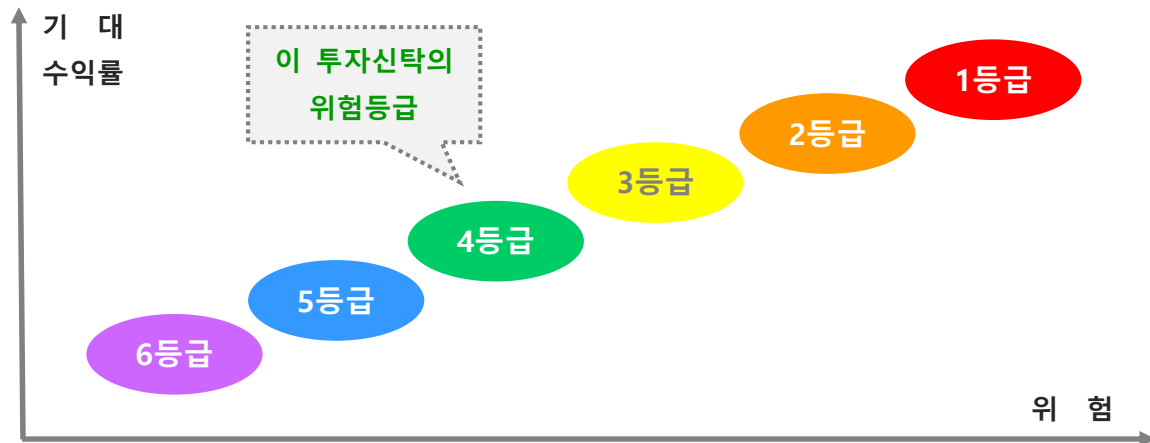 기 대
수익률
이 투자신탁의
위험등급
1등급
2등급
3등급
4등급
5등급
6등급
위 험